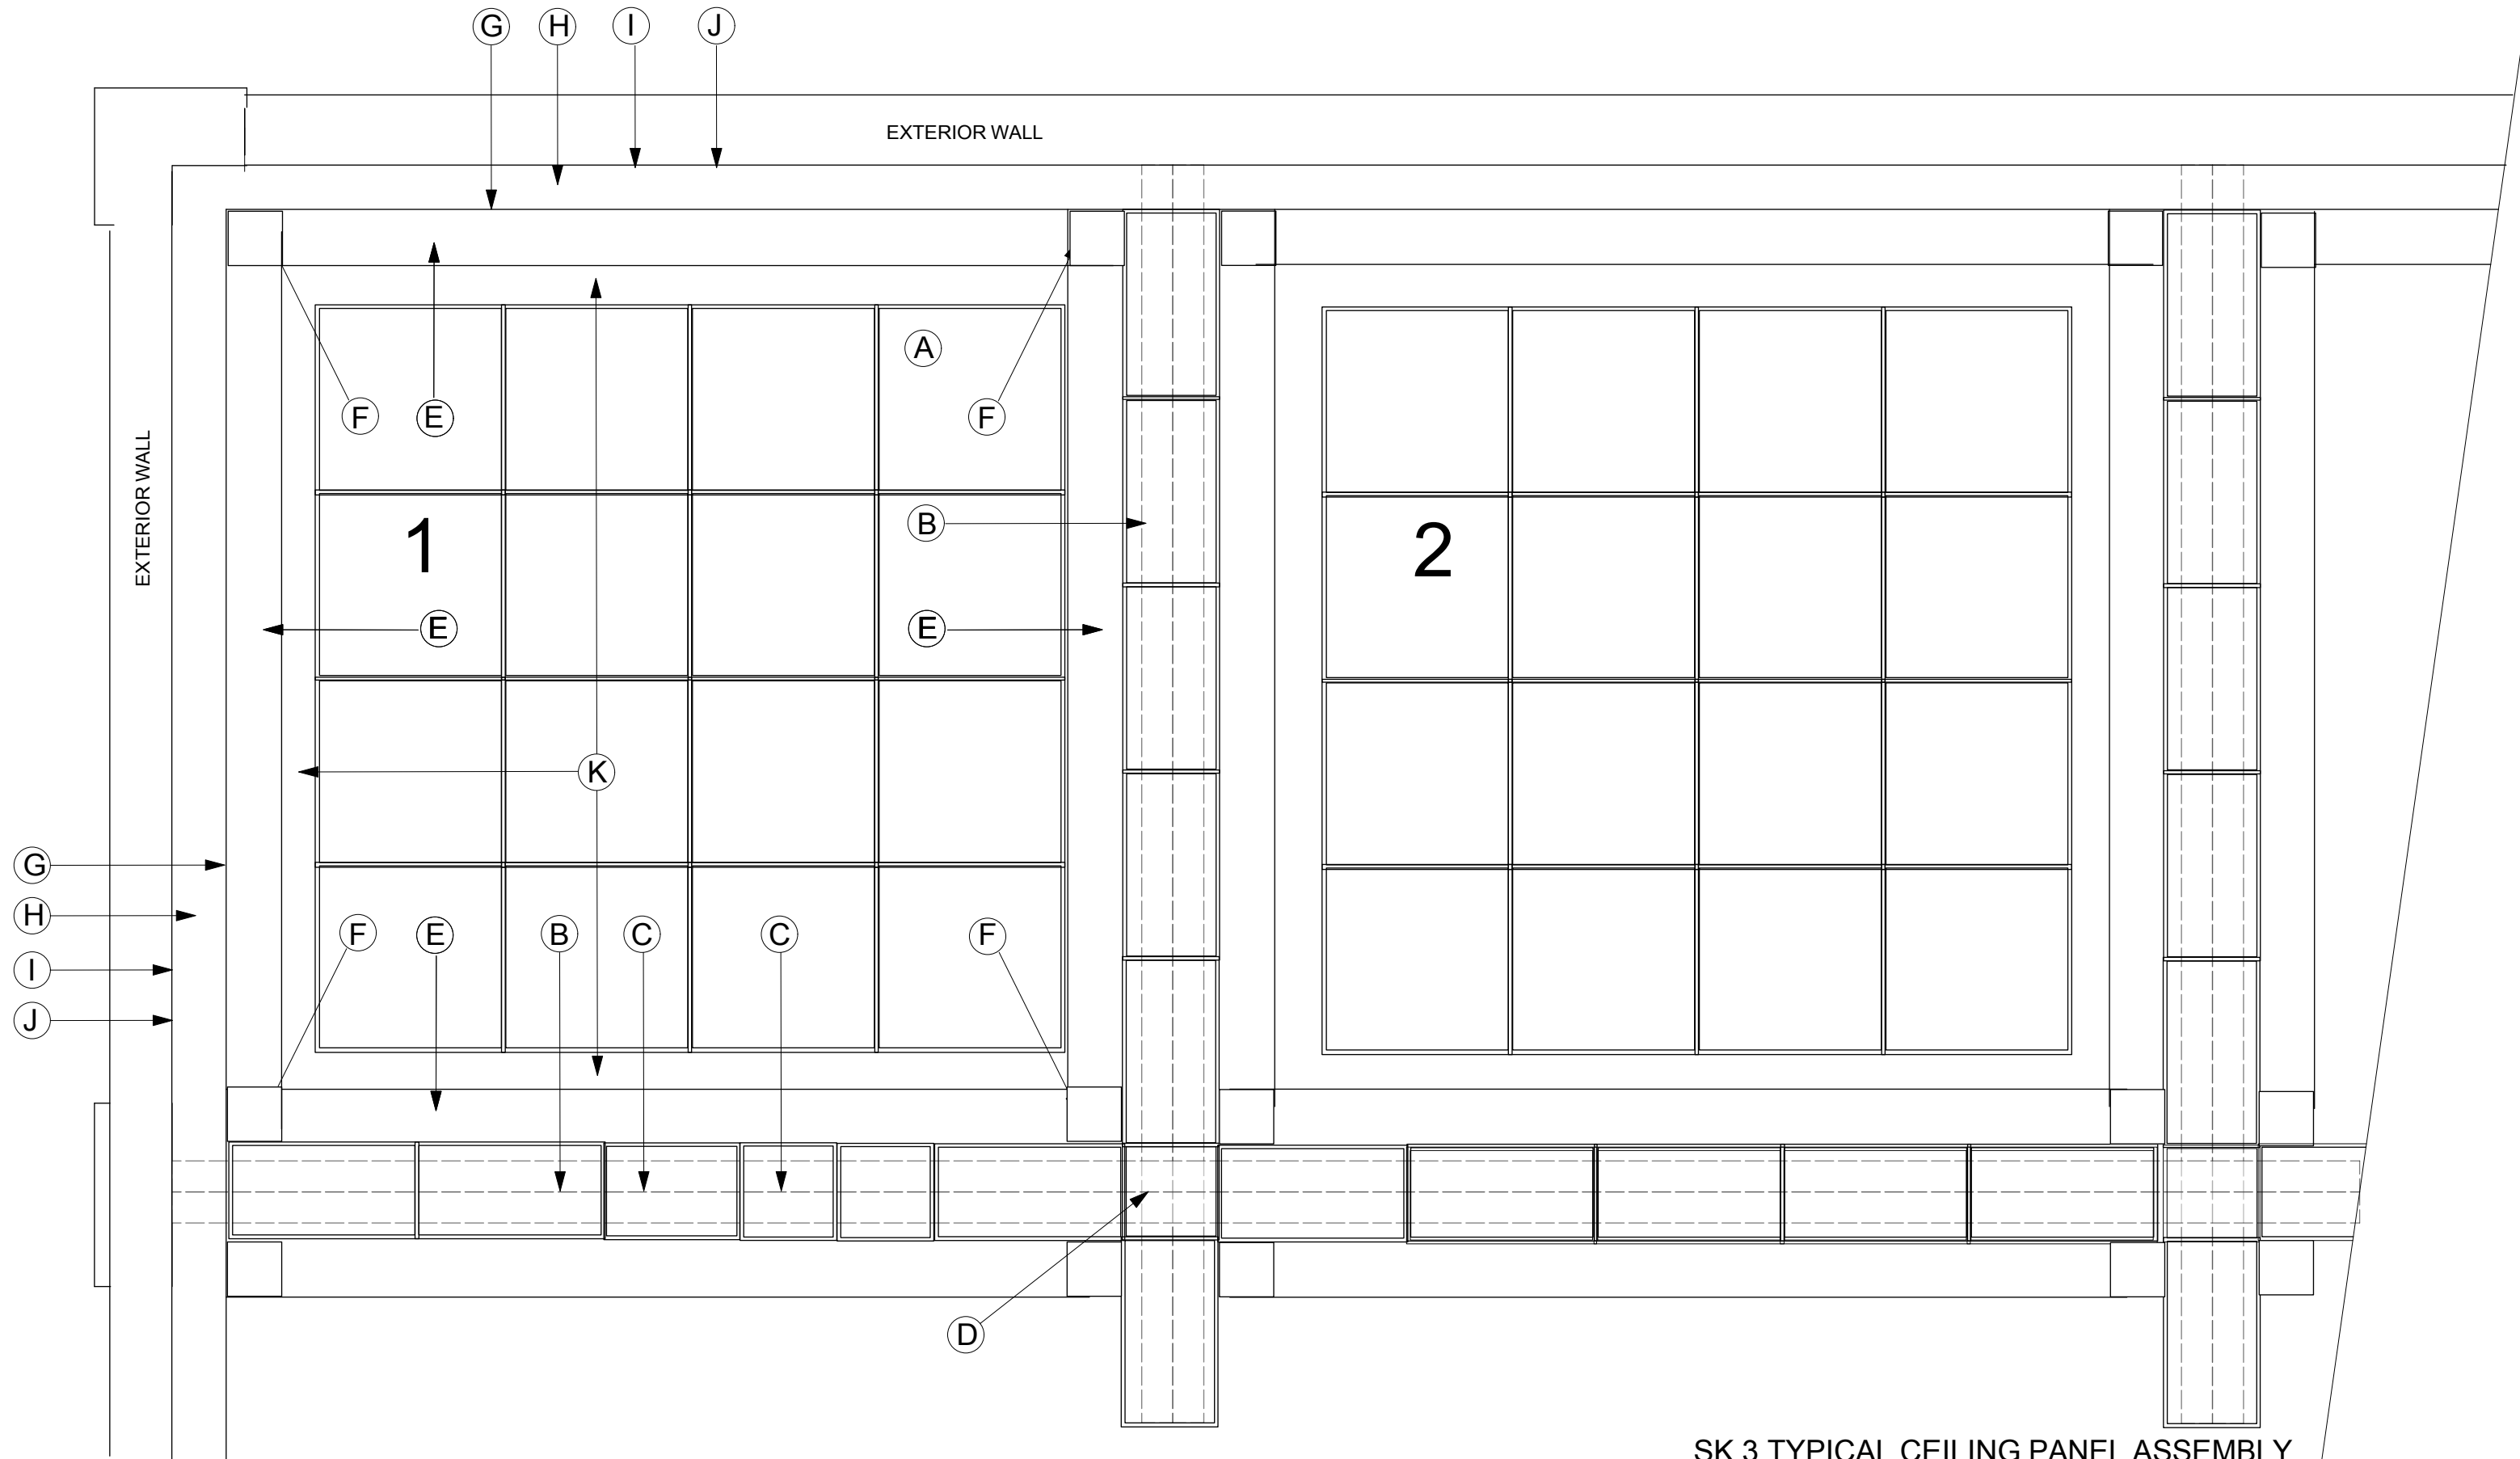 G H I J
EXTERIOR WALL
EXTERIOR WALL
A
F E F
B
1 2
E E
K
G
H
F E B C C F
I
J
D
SK 3 TYPICAL CEILING PANEL ASSEMBLY